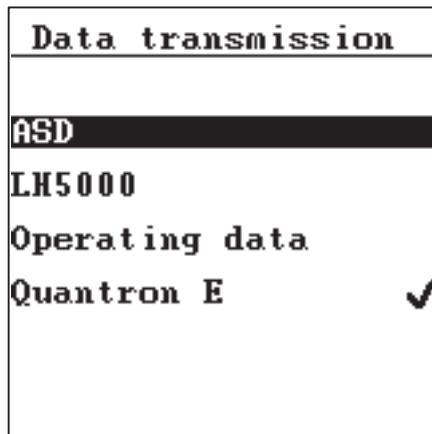 Data transmission
ASD
LH5000
Operating data
Quantron E